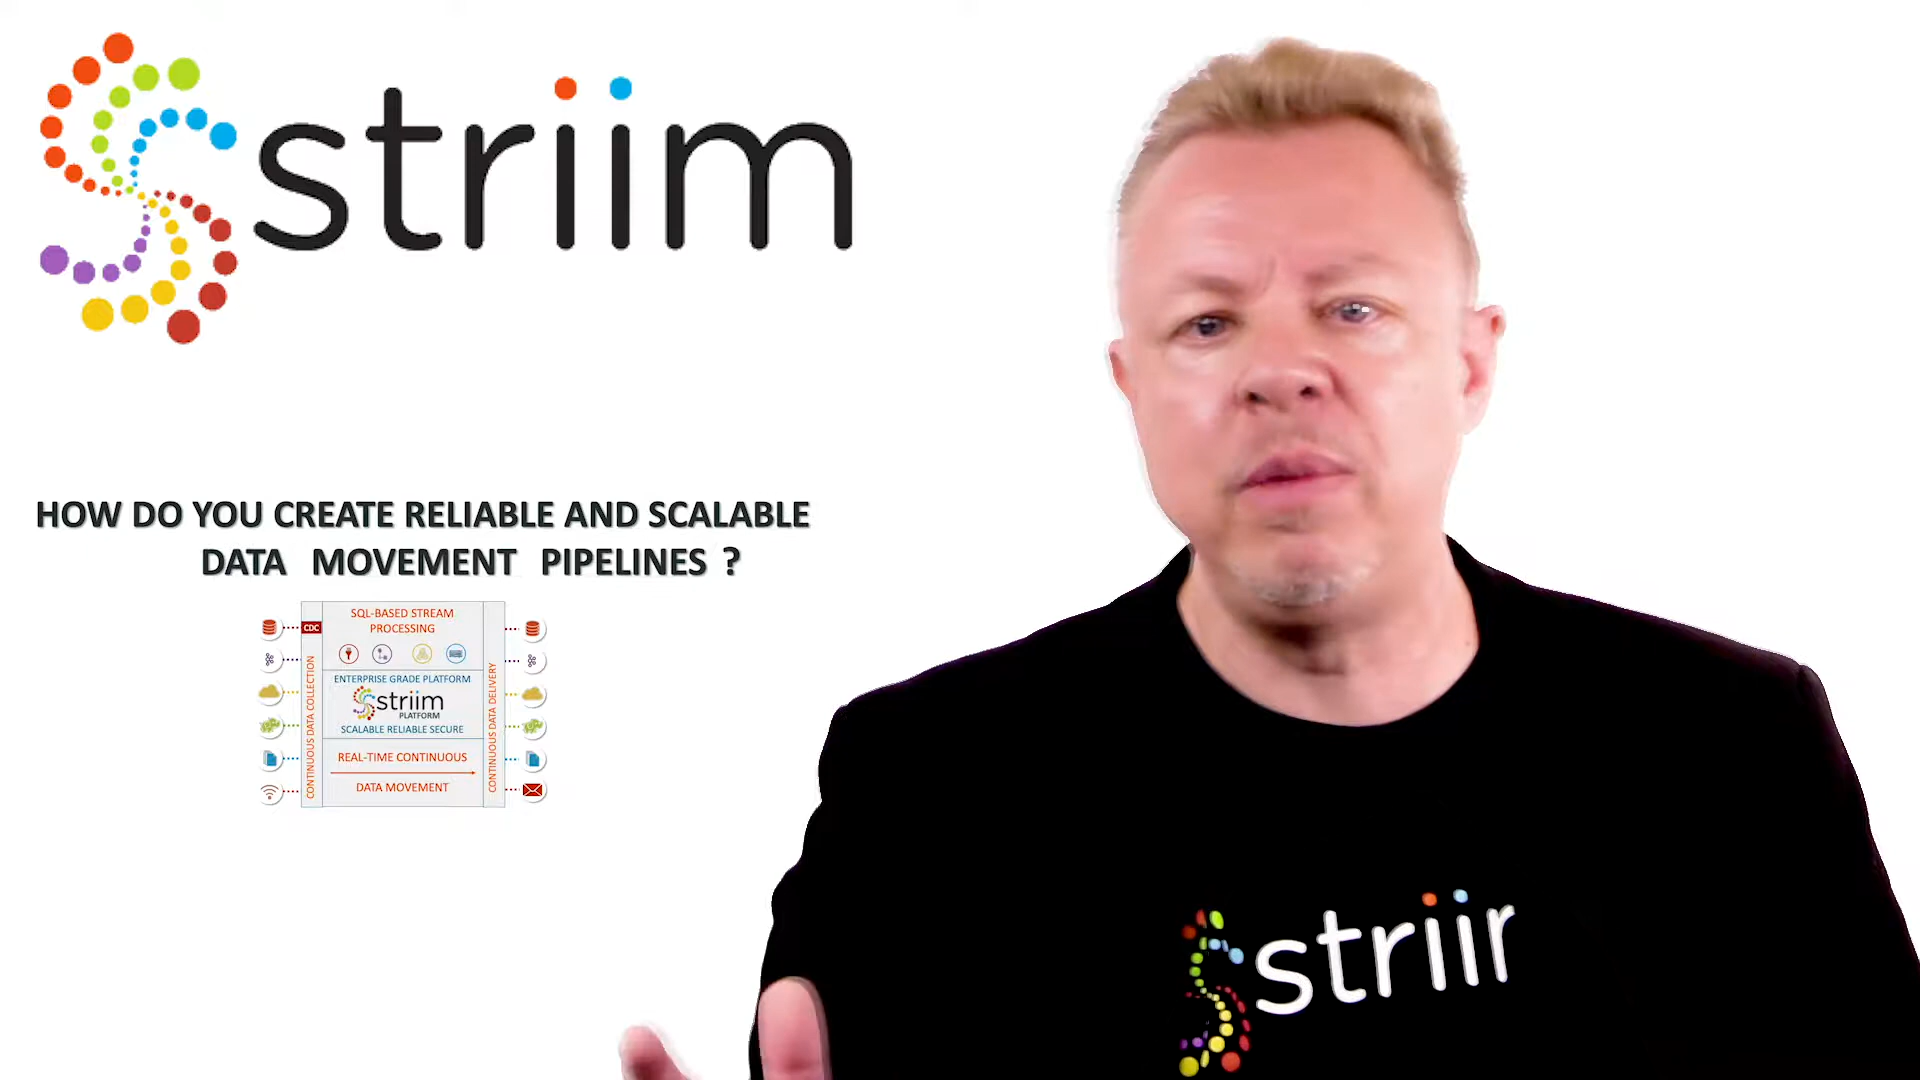 striim
HOW DO YOU CREATE RELIABLE AND SCALABLE
DATA MOVEMENT PIPELINES ?
CDC
SQL-BASED STREAM
PROCESSING
CONTINUOUS DATA COLLECTION
ENTERPRISE GRADE PLATFORM
striim
PLATFORM
SCALABLE RELIABLE SECURE
REAL-TIME CONTINUOUS
DATA MOVEMENT
CONTINUOUS DATA DELIVERY
striir